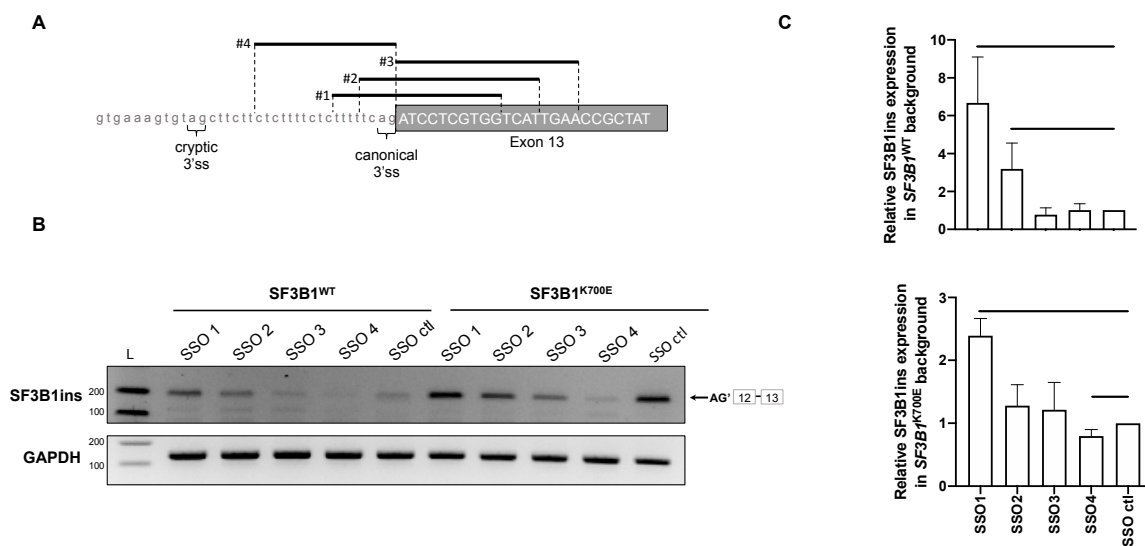 A
#4
#3
#2
#1
gtgaaagtgtagcttcttctcttttctctttttcagATCCTCGTGGTCATTGAACCGCTAT
cryptic
3'ss
canonical
3'ss
Exon 13
B
SF3B1WT
SF3B1K700E
L
SSO 1
SSO 2
SSO 3
SSO 4
SSO ctl
SSO 1
SSO 2
SSO 3
SSO 4
SSO ctl
SF3B1ins
200
100
AG' 12 - 13
GAPDH
200
100
C
Relative SF3B1ins expression
in SF3B1WT background
10
8
6
4
2
0
Relative SF3B1ins expression
in SF3B1K700E background
3
2
1
0
SSO1
SSO2
SSO3
SSO4
SSO ctl